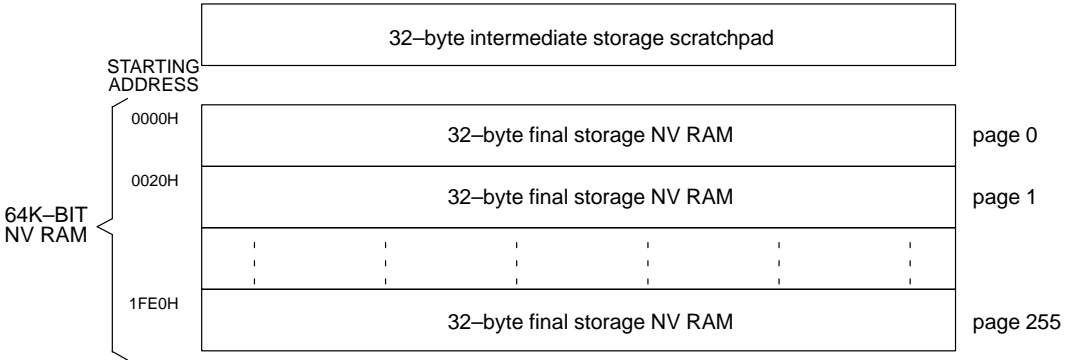 32–byte intermediate storage scratchpad
STARTING
ADDRESS
0000H
32–byte final storage NV RAM
page 0
0020H
32–byte final storage NV RAM
page 1
64K–BIT
NV RAM
1FE0H
32–byte final storage NV RAM
page 255